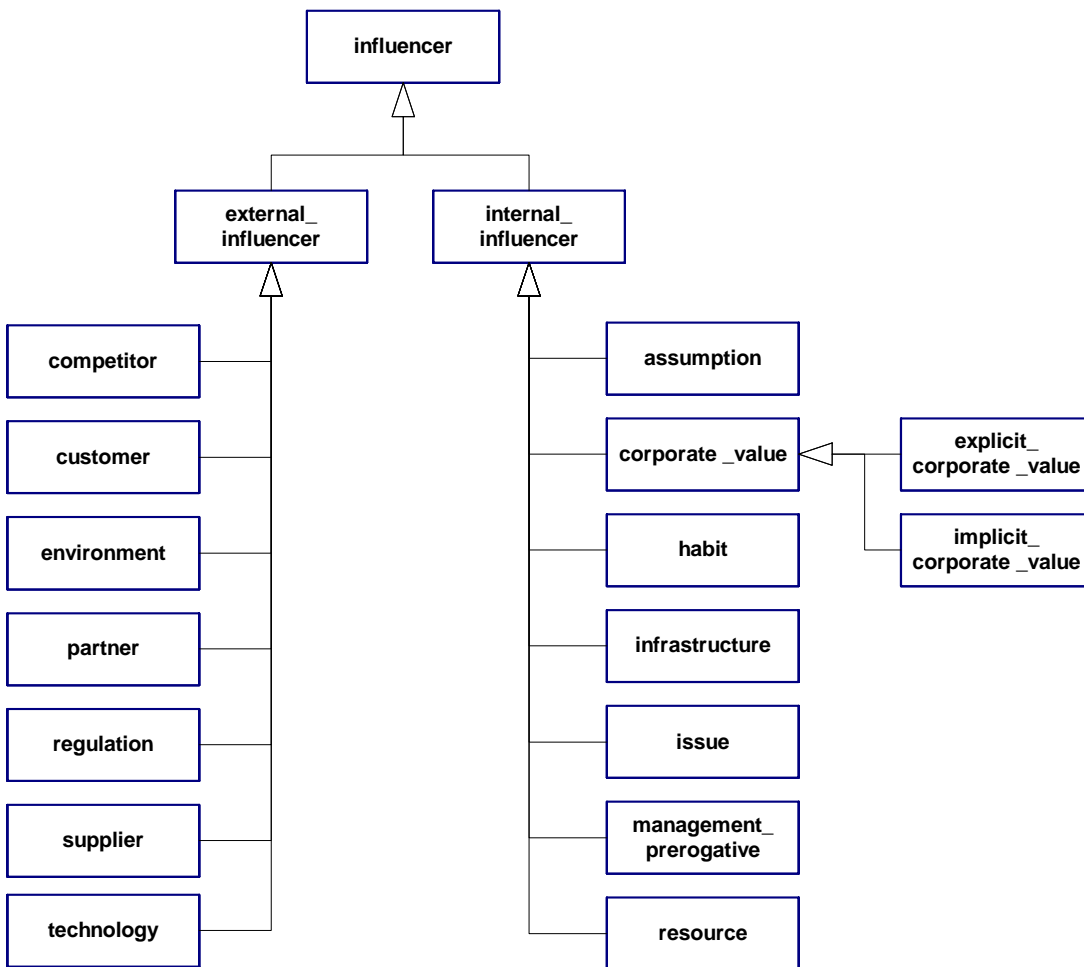 influencer
external_
influencer
internal_
influencer
competitor
customer
environment
partner
regulation
supplier
technology
assumption
corporate _value
habit
infrastructure
issue
management_
prerogative
resource
explicit_
corporate _value
implicit_
corporate _value